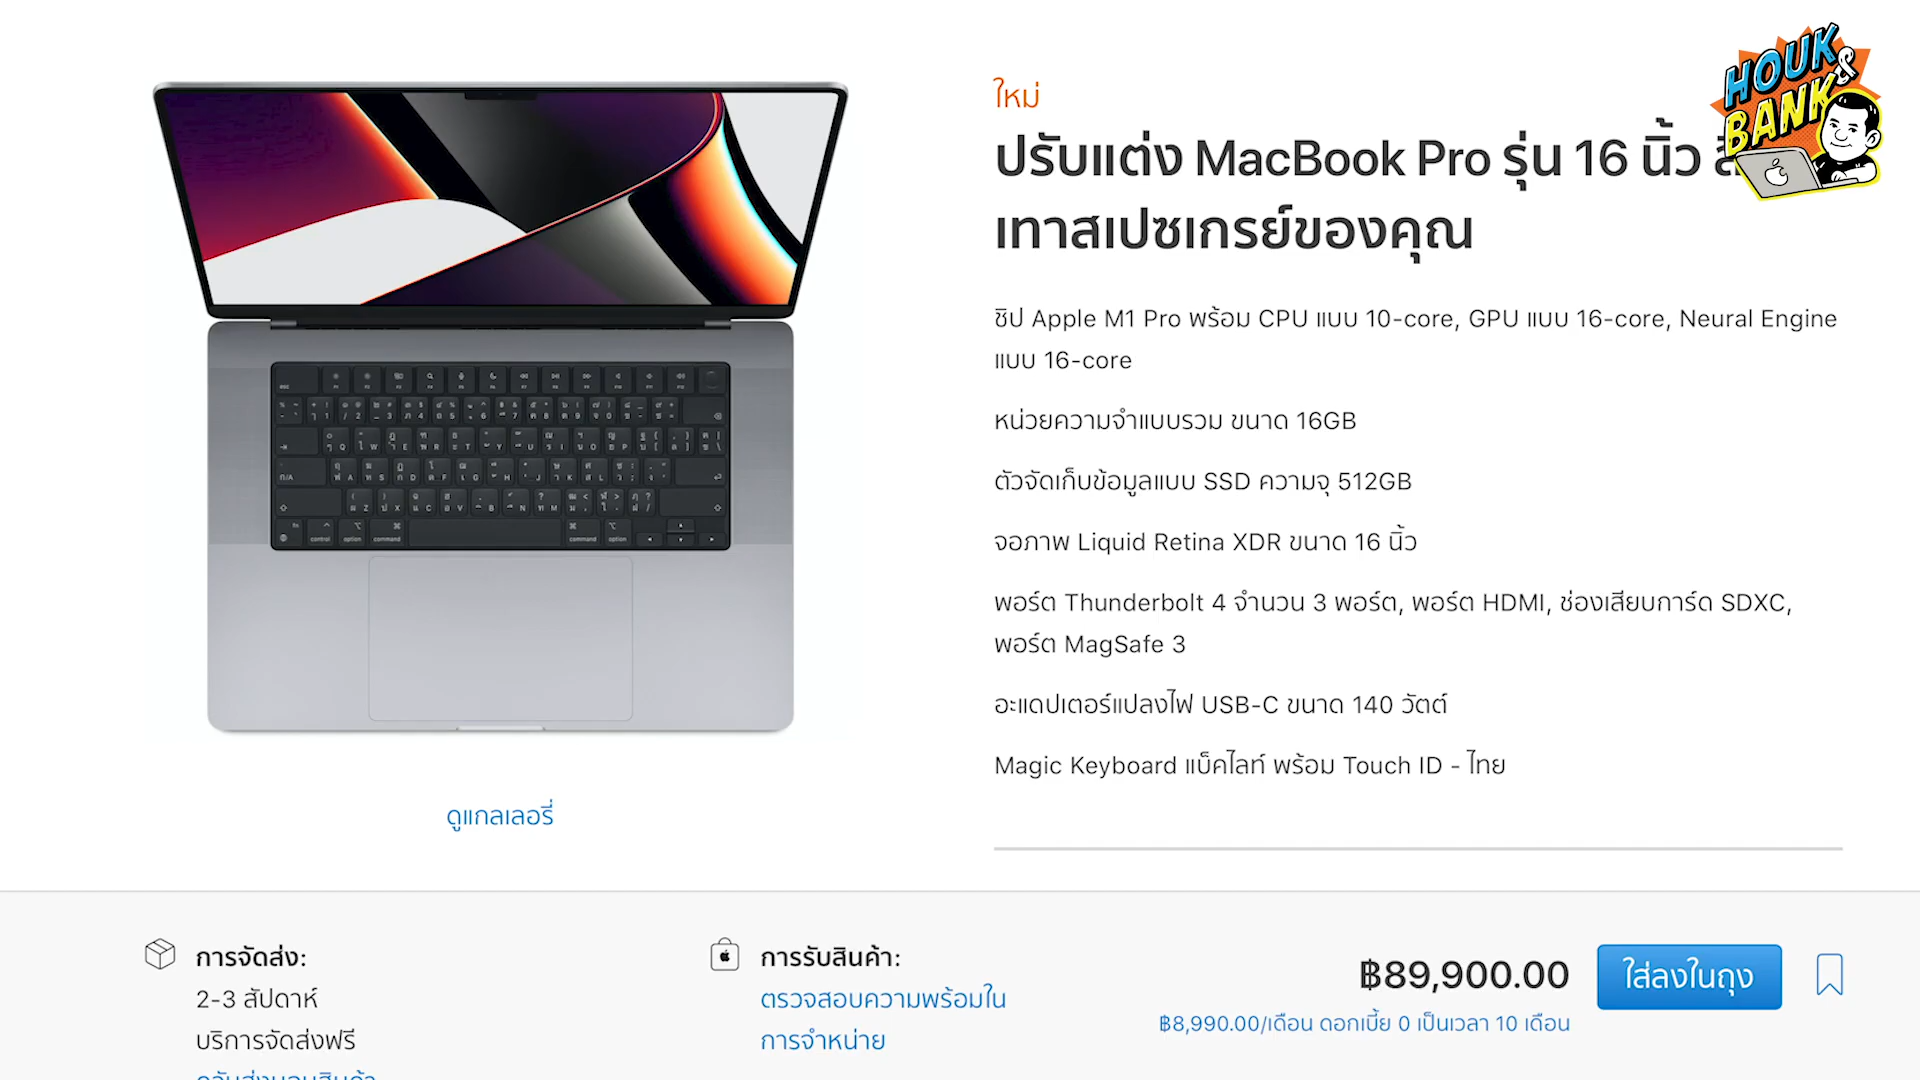 HOUK &
BANK
ใหม่
ปรับแต่ง MacBook Pro รุ่น 16 นิ้ว
เทาสเปซเกรย์ของคุณ
ชิป Apple M1 Pro พร้อม CPU แบบ 10-core, GPU แบบ 16-core, Neural Engine
แบบ 16-core
หน่วยความจำแบบรวม ขนาด 16GB
ตัวจัดเก็บข้อมูลแบบ SSD ความจุ 512GB
จอภาพ Liquid Retina XDR ขนาด 16 นิ้ว
พอร์ต Thunderbolt 4 จำนวน 3 พอร์ต, พอร์ต HDMI, ช่องเสียบการ์ด SDXC,
พอร์ต MagSafe 3
อะแดปเตอร์แปลงไฟ USB-C ขนาด 140 วัตต์
Magic Keyboard แบ็คไลท์ พร้อม Touch ID - ไทย
ดูแกลเลอรี่
การจัดส่ง:
2-3 สัปดาห์
บริการจัดส่งฟรี
การรับสินค้า:
ตรวจสอบความพร้อมใน
การจำหน่าย
฿89,900.00
฿8,990.00/เดือน ดอกเบี้ย 0 เป็นเวลา 10 เดือน
ใส่ลงในถุง